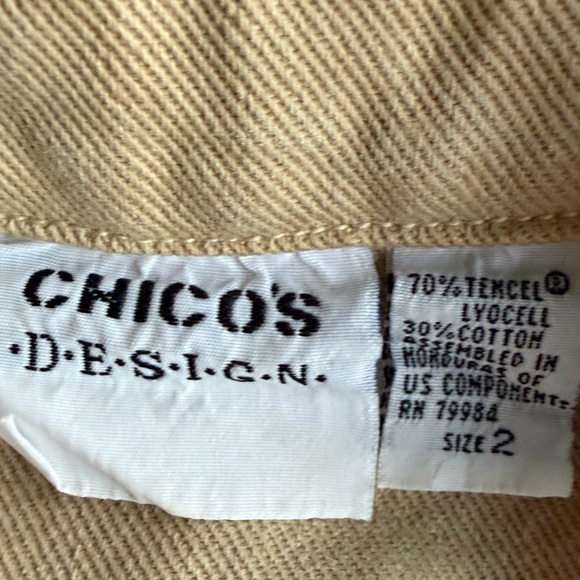 CHICO'S
·D·E·S·I·G·N·
70% TENCEL®
LYOCELL
30% COTTON
ASSEMBLED IN
HONDURAS OF
US COMPONENTS
RN 79984
SIZE 2